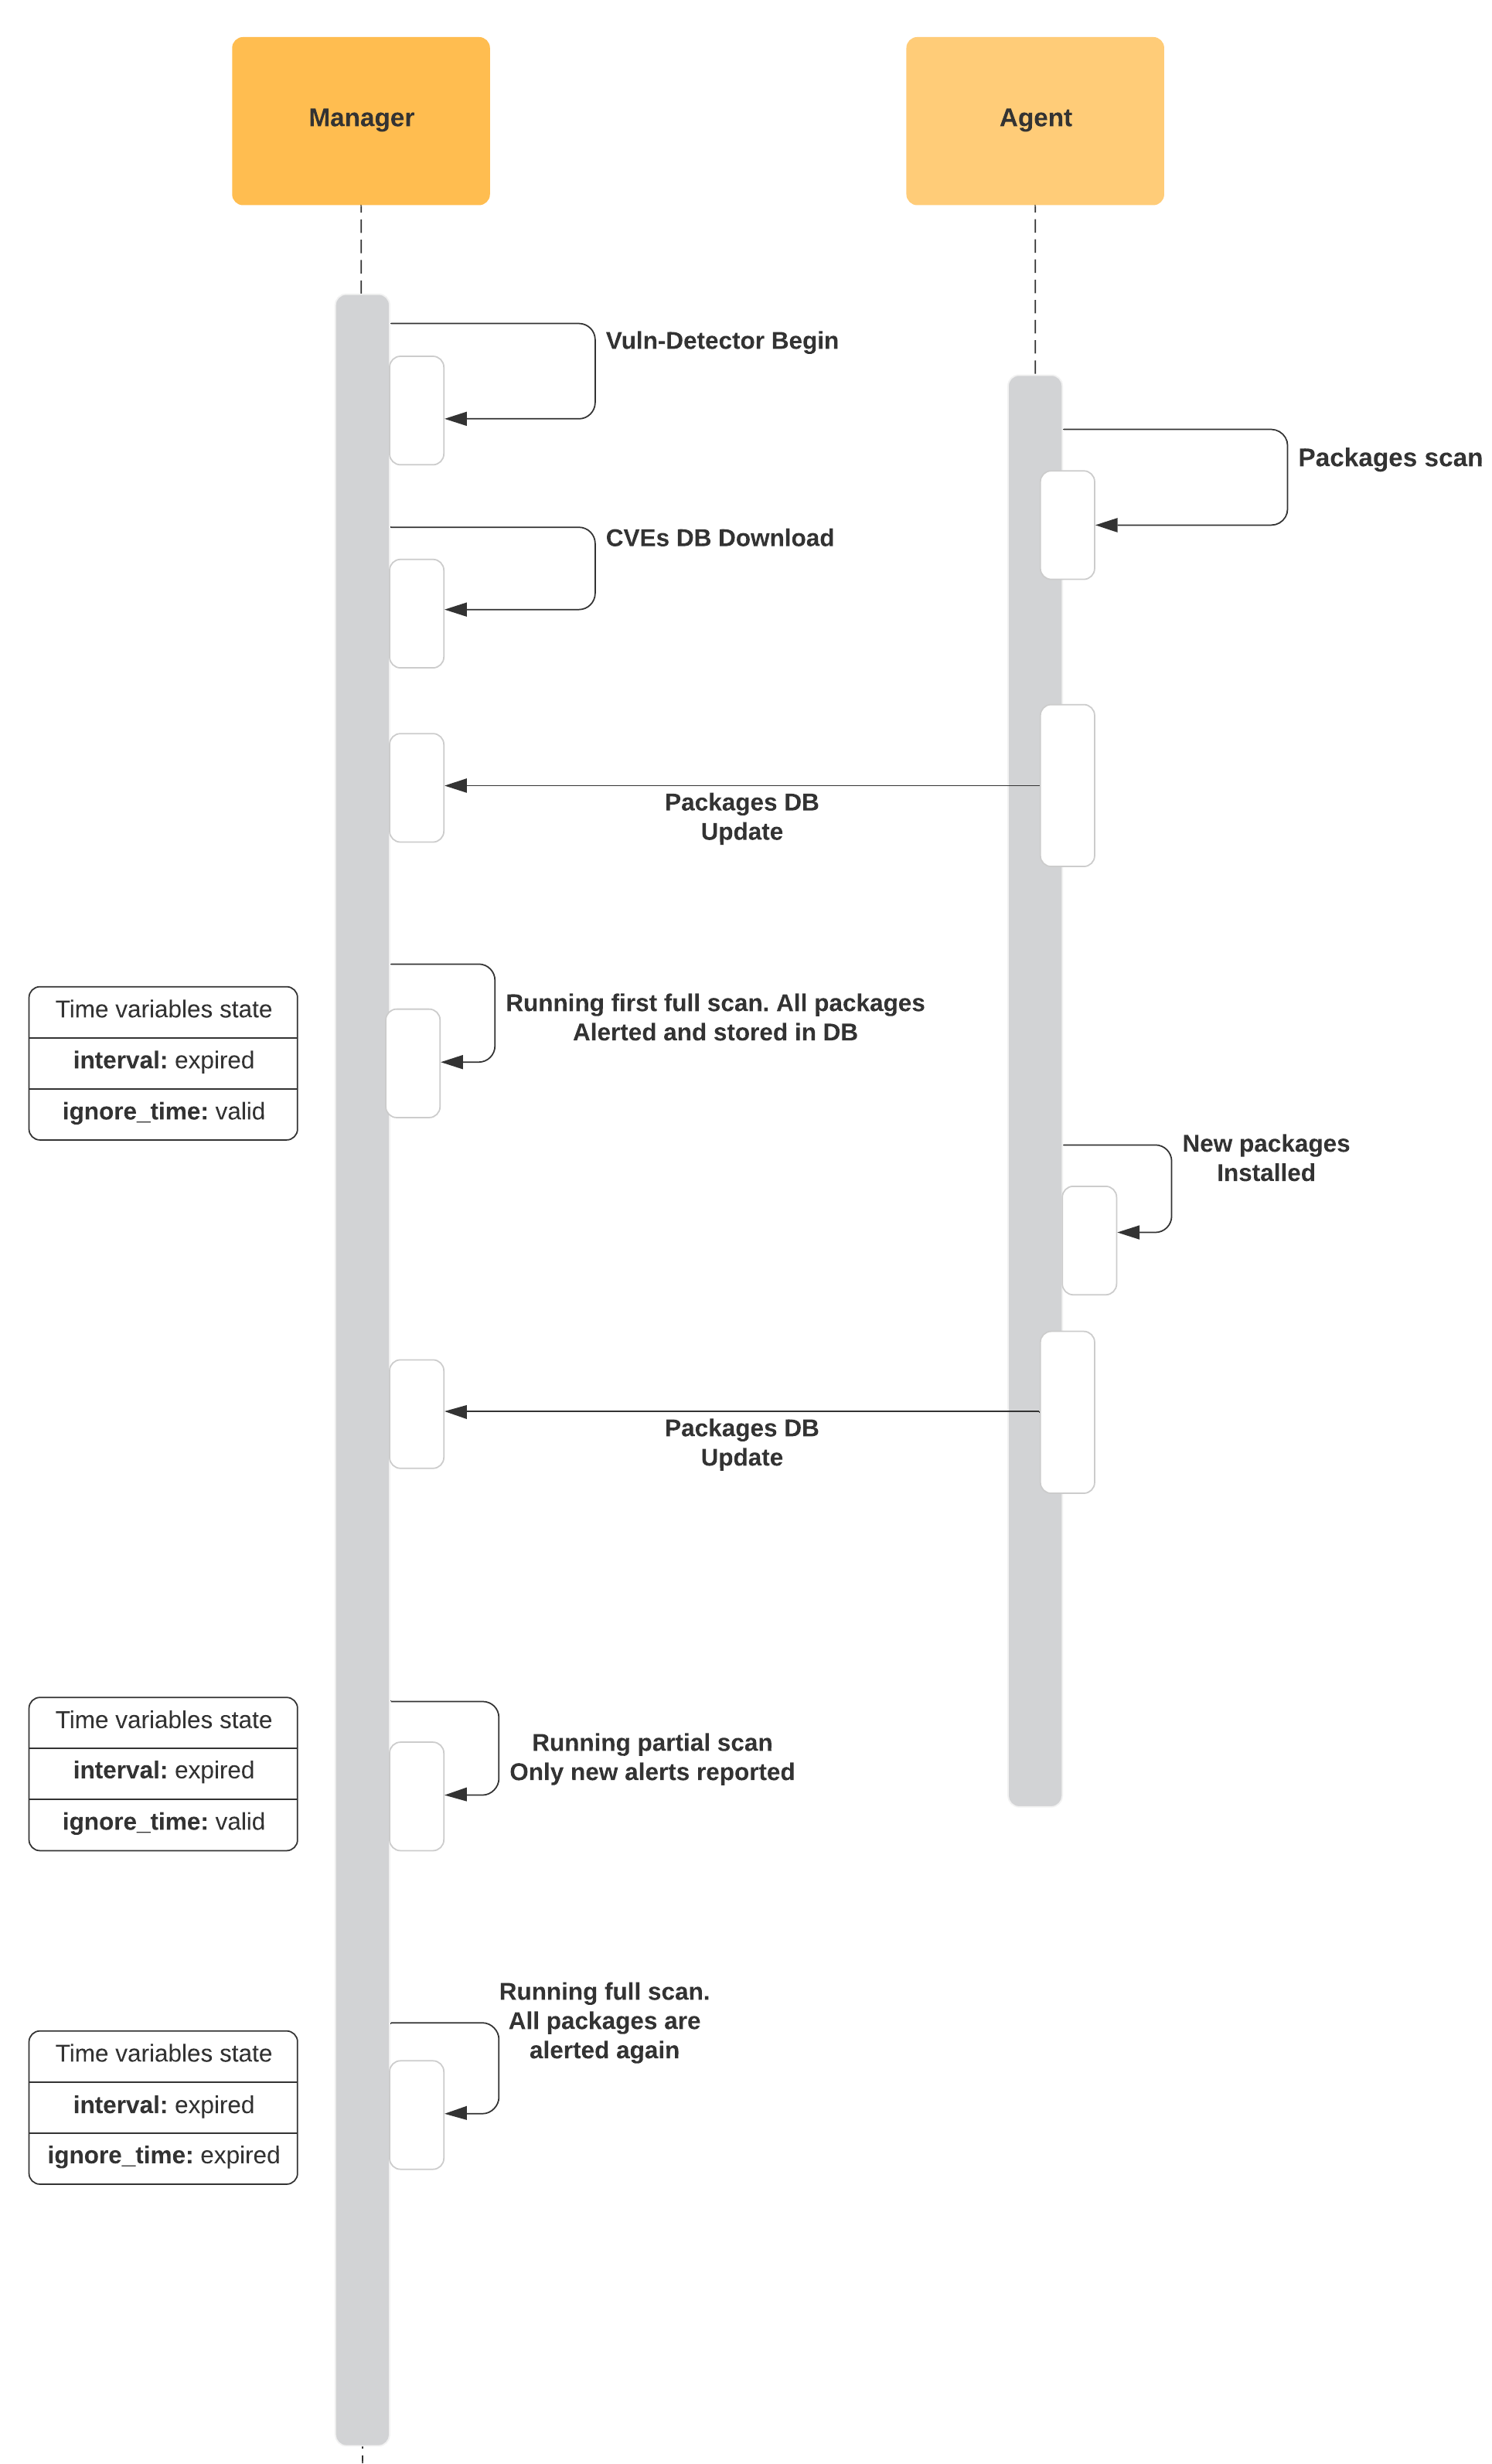 Manager
Agent
Vuln-Detector Begin
Packages scan
CVEs DB Download
Packages DB
Update
Time variables state
interval: expired
ignore_time: valid
Running first full scan. All packages
Alerted and stored in DB
New packages
Installed
Packages DB
Update
Time variables state
interval: expired
ignore_time: valid
Running partial scan
Only new alerts reported
Running full scan.
All packages are
alerted again
Time variables state
interval: expired
ignore_time: expired